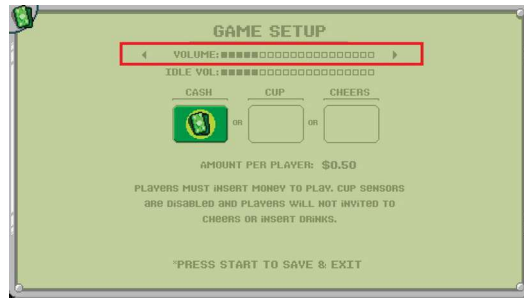 GAME SETUP
VOLUME:
IDLE VOL:
CASH CUP CHEERS
OR OR
AMOUNT PER PLAYER: $0.50
PLAYERS MUST INSERT MONEY TO PLAY. CUP SENSORS
ARE DISABLED AND PLAYERS WILL NOT INVITED TO
CHEERS OR INSERT DRINKS.
*PRESS START TO SAVE & EXIT